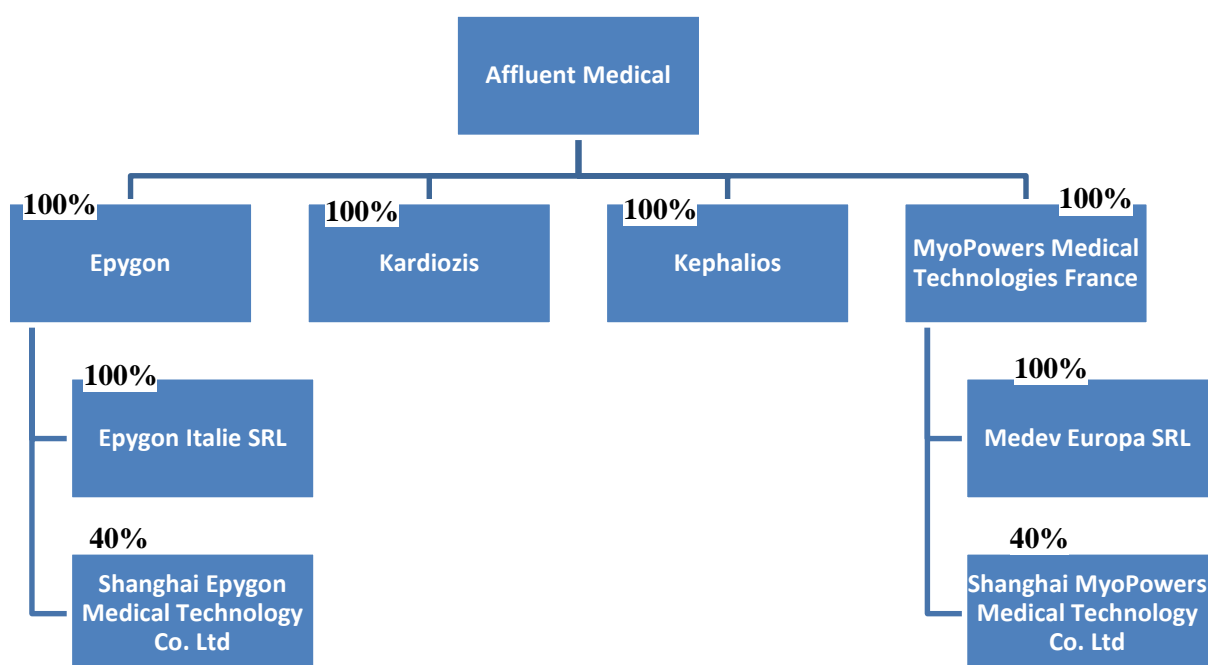 Affluent Medical
100%
Epygon
100%
Kardiozis
100%
Kephalios
100%
MyoPowers Medical
Technologies France
100%
Epygon Italie SRL
100%
Medev Europa SRL
40%
Shanghai Epygon
Medical Technology
Co. Ltd
40%
Shanghai MyoPowers
Medical Technology
Co. Ltd